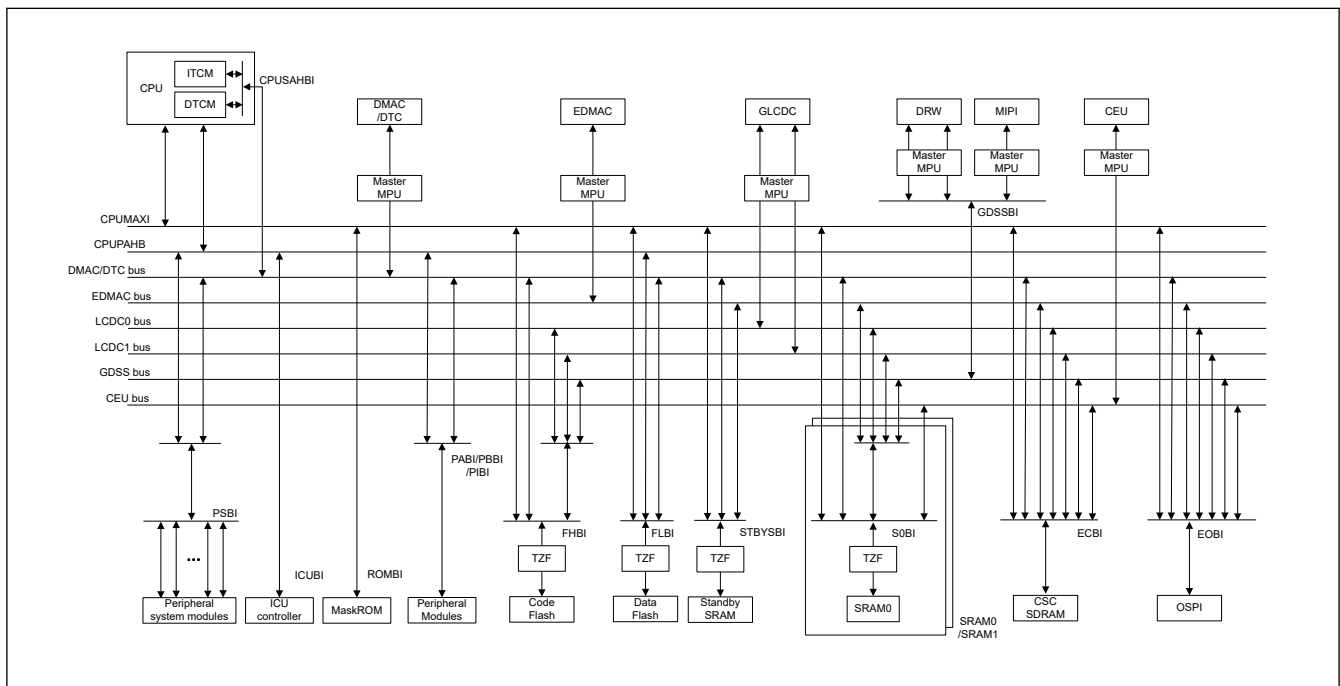 ITCM
CPU
CPUSAHBI
DTCM
DMAC
/DTC
EDMAC
GLCDC
DRW
MIPI
CEU
Master
MPU
Master
MPU
Master
MPU
Master
MPU
Master
MPU
Master
MPU
GDSSBI
CPUMAXI
CPUPAHB
DMAC/DTC bus
EDMAC bus
LCDC0 bus
LCDC1 bus
GDSS bus
CEU bus
PABI/PBBI
/PIBI
PSBI
FHBI
FLBI
STBYSBI
S0BI
ECBI
EOBI
...
TZF
TZF
TZF
TZF
ICUBI
ROMBI
Peripheral
system modules
ICU
controller
MaskROM
Peripheral
Modules
Code
Flash
Data
Flash
Standby
SRAM
SRAM0
CSC
SDRAM
OSPI
SRAM0
/SRAM1